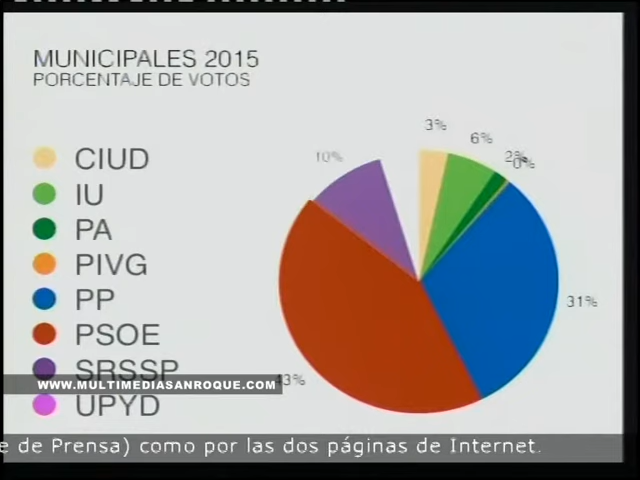 MUNICIPALES 2015
PORCENTAJE DE VOTOS
3%
6%
2%
0%
10%
CIUD
IU
PA
PIVG
PP
31%
PSOE
SRSSP
WWW.MULTIMEDIASANROQUE.COM
UPYD
e de Prensa) como por las dos páginas de Internet.